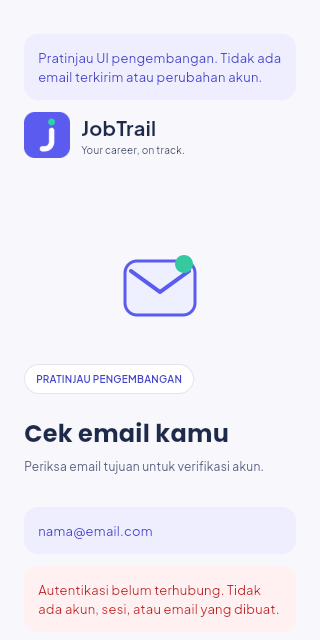 Pratinjau UI pengembangan. Tidak ada
email terkirim atau perubahan akun.
JobTrail
Your career, on track.
PRATINJAU PENGEMBANGAN
Cek email kamu
Periksa email tujuan untuk verifikasi akun.
nama@email.com
Autentikasi belum terhubung. Tidak
ada akun, sesi, atau email yang dibuat.